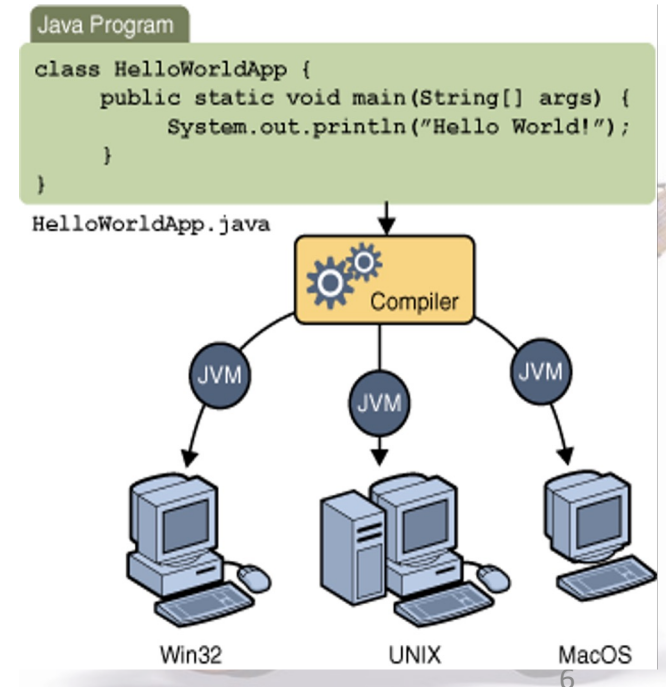 Java Program
class HelloWorldApp {
public static void main(String[] args) {
System.out.println("Hello World!");
}
}
HelloWorldApp.java
Compiler
JVM
JVM
JVM
Win32
UNIX
MacOS
6